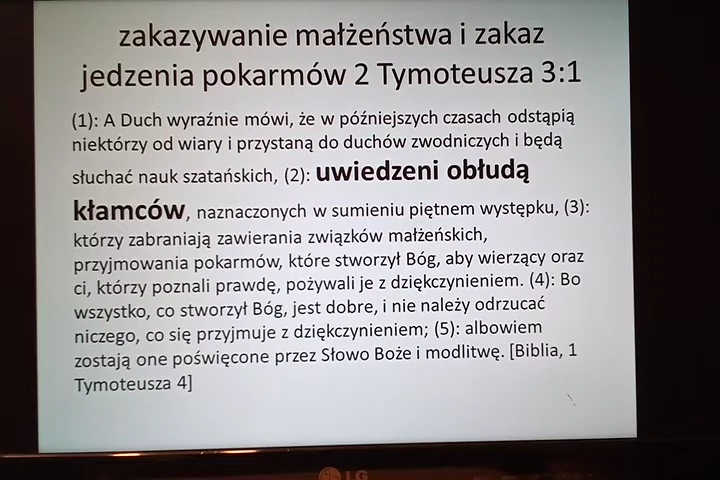 zakazywanie małżeństwa i zakaz
jedzenia pokarmów 2 Tymoteusza 3:1
(1): A Duch wyraźnie mówi, że w późniejszych czasach odstąpią
niektórzy od wiary i przystaną do duchów zwodniczych i będą
słuchać nauk szatańskich, (2): uwiedzeni obłudą
kłamców, naznaczonych w sumieniu piętnem występku, (3):
którzy zabraniają zawierania związków małżeńskich,
przyjmowania pokarmów, które stworzył Bóg, aby wierzący oraz
ci, którzy poznali prawdę, pożywali je z dziękczynieniem. (4): Bo
wszystko, co stworzył Bóg, jest dobre, i nie należy odrzucać
niczego, co się przyjmuje z dziękczynieniem; (5): albowiem
zostają one poświęcone przez Słowo Boże i modlitwę. [Biblia, 1
Tymoteusza 4]
LG